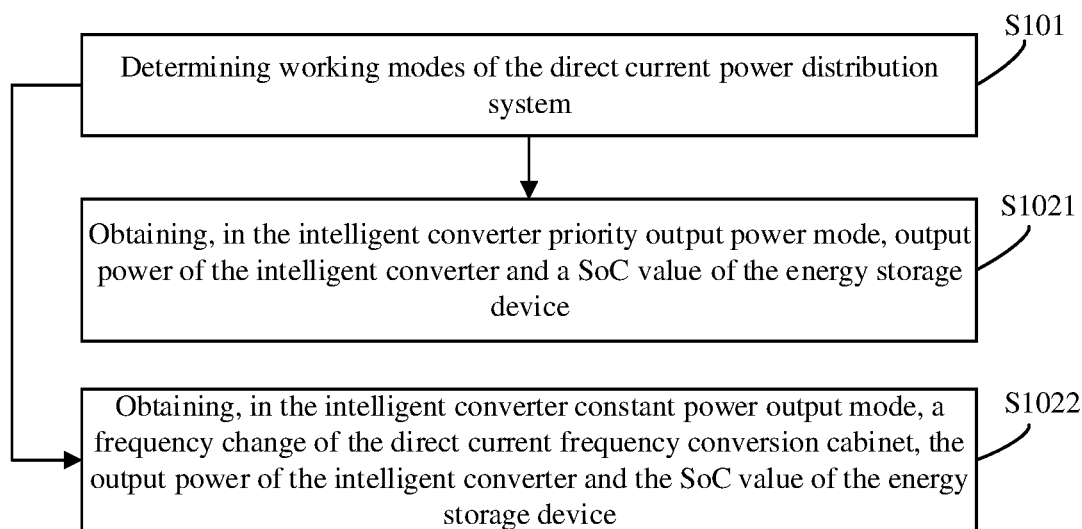 S101
Determining working modes of the direct current power distribution
system
S1021
Obtaining, in the intelligent converter priority output power mode, output
power of the intelligent converter and a SoC value of the energy storage
device
S1022
Obtaining, in the intelligent converter constant power output mode, a
frequency change of the direct current frequency conversion cabinet, the
output power of the intelligent converter and the SoC value of the energy
storage device